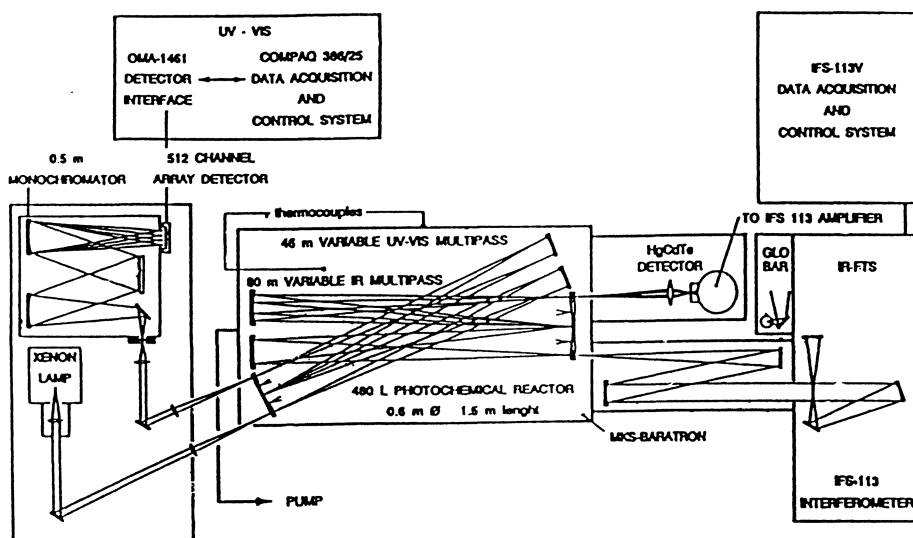 UV - VIS
OMA-1461
DETECTOR
INTERFACE
COMPAQ 386/25
DATA ACQUISITION
AND
CONTROL SYSTEM
IFS-113V
DATA ACQUISITION
AND
CONTROL SYSTEM
0.5 m
MONOCHROMATOR
512 CHANNEL
ARRAY DETECTOR
thermocouples
TO IFS 113 AMPLIFIER
46 m VARIABLE UV-VIS MULTIPASS
80 m VARIABLE IR MULTIPASS
HgCdTe
DETECTOR
GLO
BAR
IR-FTS
XENON
LAMP
480 L PHOTOCHEMICAL REACTOR
0.6 m Ø 1.5 m lenght
MKS-BARATRON
PUMP
IFS-113
INTERFEROMETER